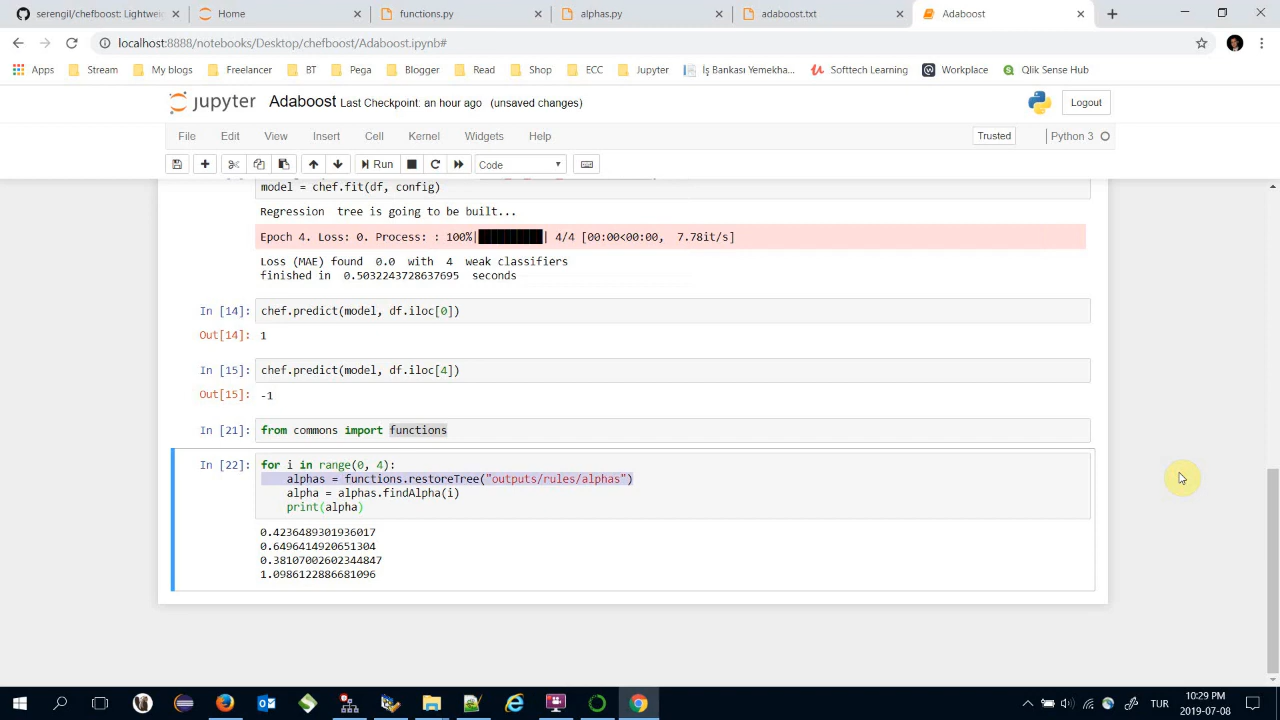 serengil/chefboost: Lightweig
Home
functions.py
alphas.py
adaboost.txt
Adaboost
localhost:8888/notebooks/Desktop/chefboost/Adaboost.ipynb#
Apps Stream My blogs Freelancer BT Pega Blogger Read Shop ECC Jupyter İş Bankası Yemekha... Softtech Learning Workplace Qlik Sense Hub
jupyter Adaboost Last Checkpoint: an hour ago (unsaved changes) Logout
File Edit View Insert Cell Kernel Widgets Help Trusted Python 3
Run Code
model = chef.fit(df, config)
Regression tree is going to be built...
Epoch 4. Loss: 0. Process: : 100%|██████████| 4/4 [00:00<00:00, 7.78it/s]
Loss (MAE) found 0.0 with 4 weak classifiers
finished in 0.5032243728637695 seconds
In [14]: chef.predict(model, df.iloc[0])
Out[14]: 1
In [15]: chef.predict(model, df.iloc[4])
Out[15]: -1
In [21]: from commons import functions
In [22]: for i in range(0, 4):
alphas = functions.restoreTree("outputs/rules/alphas")
alpha = alphas.findAlpha(i)
print(alpha)
0.4236489301936017
0.6496414920651304
0.38107002602344847
1.0986122886681096
TUR
10:29 PM
2019-07-08